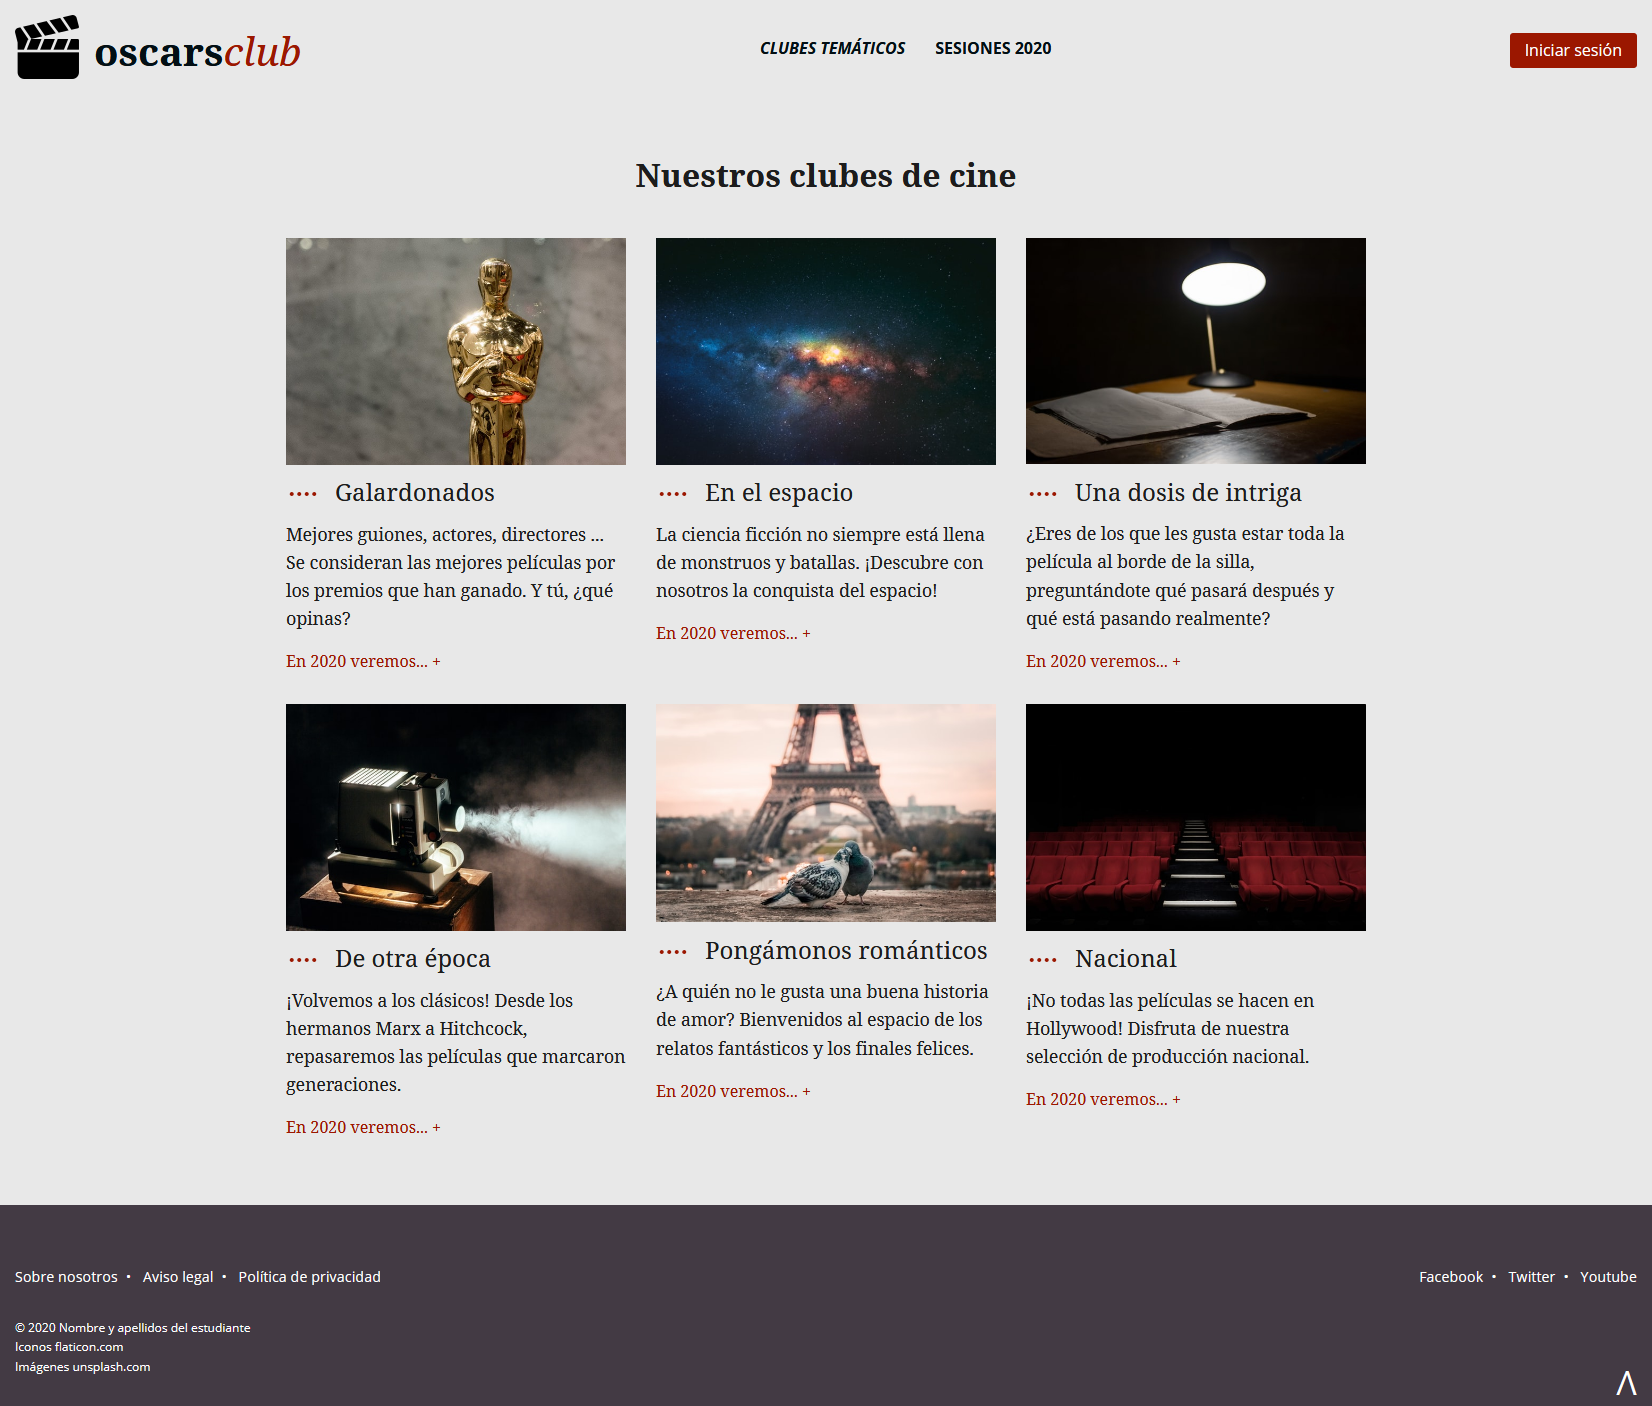 oscarsclub
CLUBES TEMÁTICOS
SESIONES 2020
Iniciar sesión
Nuestros clubes de cine
Galardonados
Mejores guiones, actores, directores ...
Se consideran las mejores películas por
los premios que han ganado. Y tú, ¿qué
opinas?
En 2020 veremos... +
En el espacio
La ciencia ficción no siempre está llena
de monstruos y batallas. ¡Descubre con
nosotros la conquista del espacio!
En 2020 veremos... +
Una dosis de intriga
¿Eres de los que les gusta estar toda la
película al borde de la silla,
preguntándote qué pasará después y
qué está pasando realmente?
En 2020 veremos... +
De otra época
¡Volvemos a los clásicos! Desde los
hermanos Marx a Hitchcock,
repasaremos las películas que marcaron
generaciones.
En 2020 veremos... +
Pongámonos románticos
¿A quién no le gusta una buena historia
de amor? Bienvenidos al espacio de los
relatos fantásticos y los finales felices.
En 2020 veremos... +
Nacional
¡No todas las películas se hacen en
Hollywood! Disfruta de nuestra
selección de producción nacional.
En 2020 veremos... +
Sobre nosotros • Aviso legal • Política de privacidad
Facebook • Twitter • Youtube
© 2020 Nombre y apellidos del estudiante
Iconos flaticon.com
Imágenes unsplash.com